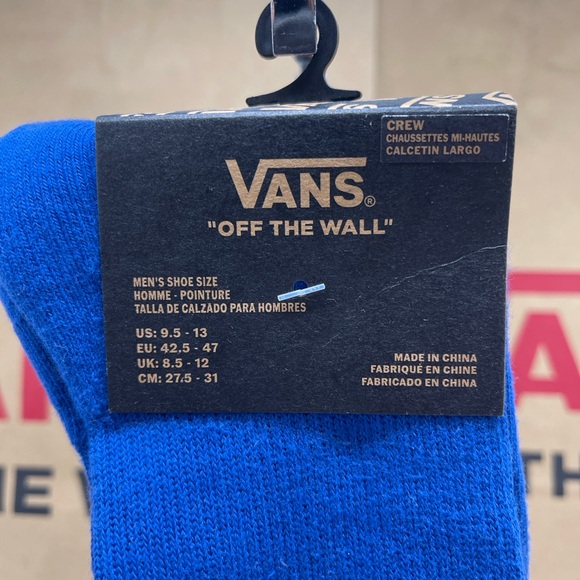 CREW
CHAUSSETTES MI-HAUTES
CALCETIN LARGO
VANS®
"OFF THE WALL"
MEN'S SHOE SIZE
HOMME - POINTURE
TALLA DE CALZADO PARA HOMBRES
US: 9.5 - 13
EU: 42,5 - 47
UK: 8.5 - 12
CM: 27.5 - 31
MADE IN CHINA
FABRIQUÉ EN CHINE
FABRICADO EN CHINA